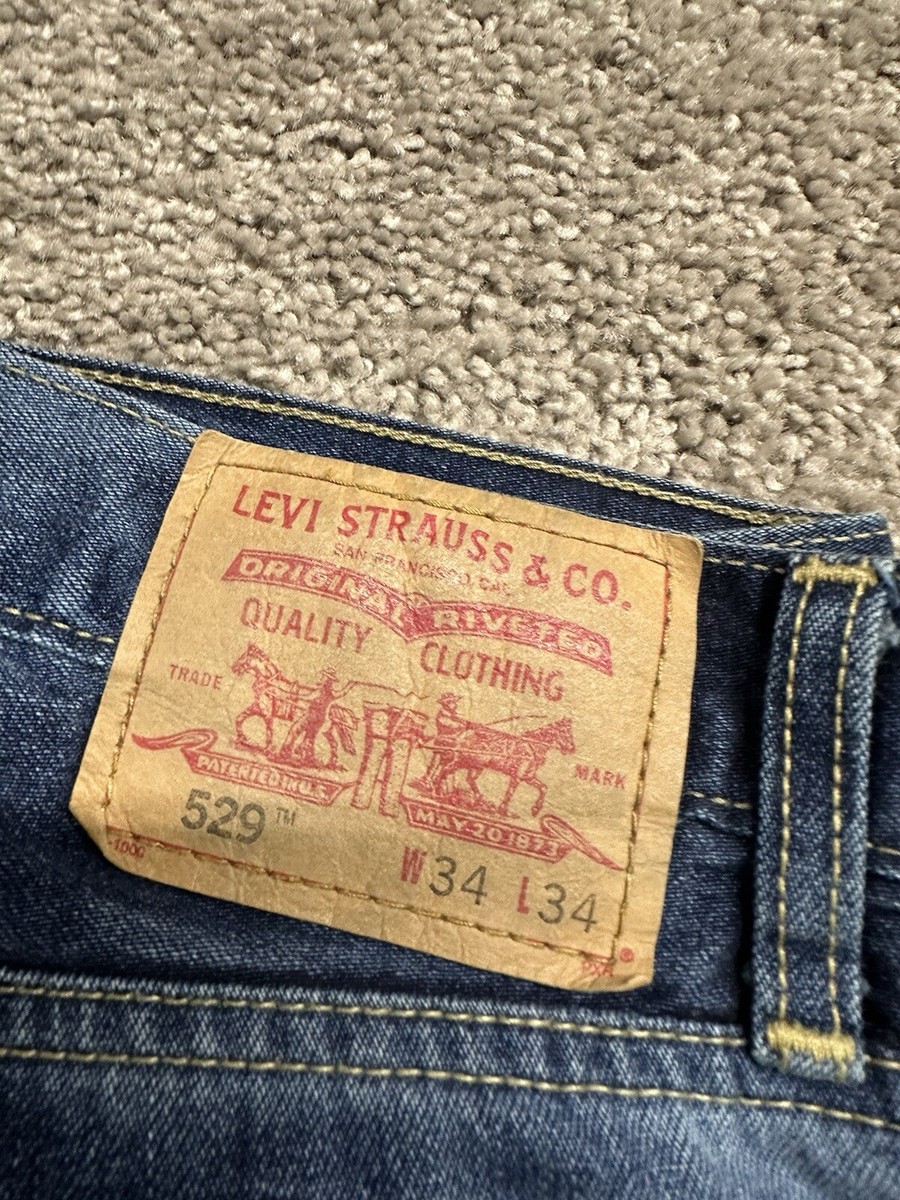 LEVI STRAUSS & CO.
SAN FRANCISCO CAL
ORIGINAL RIVETED
QUALITY CLOTHING
TRADE MARK
PATENTED IN U.S.
MAY 20 1873
529™
W34 L34